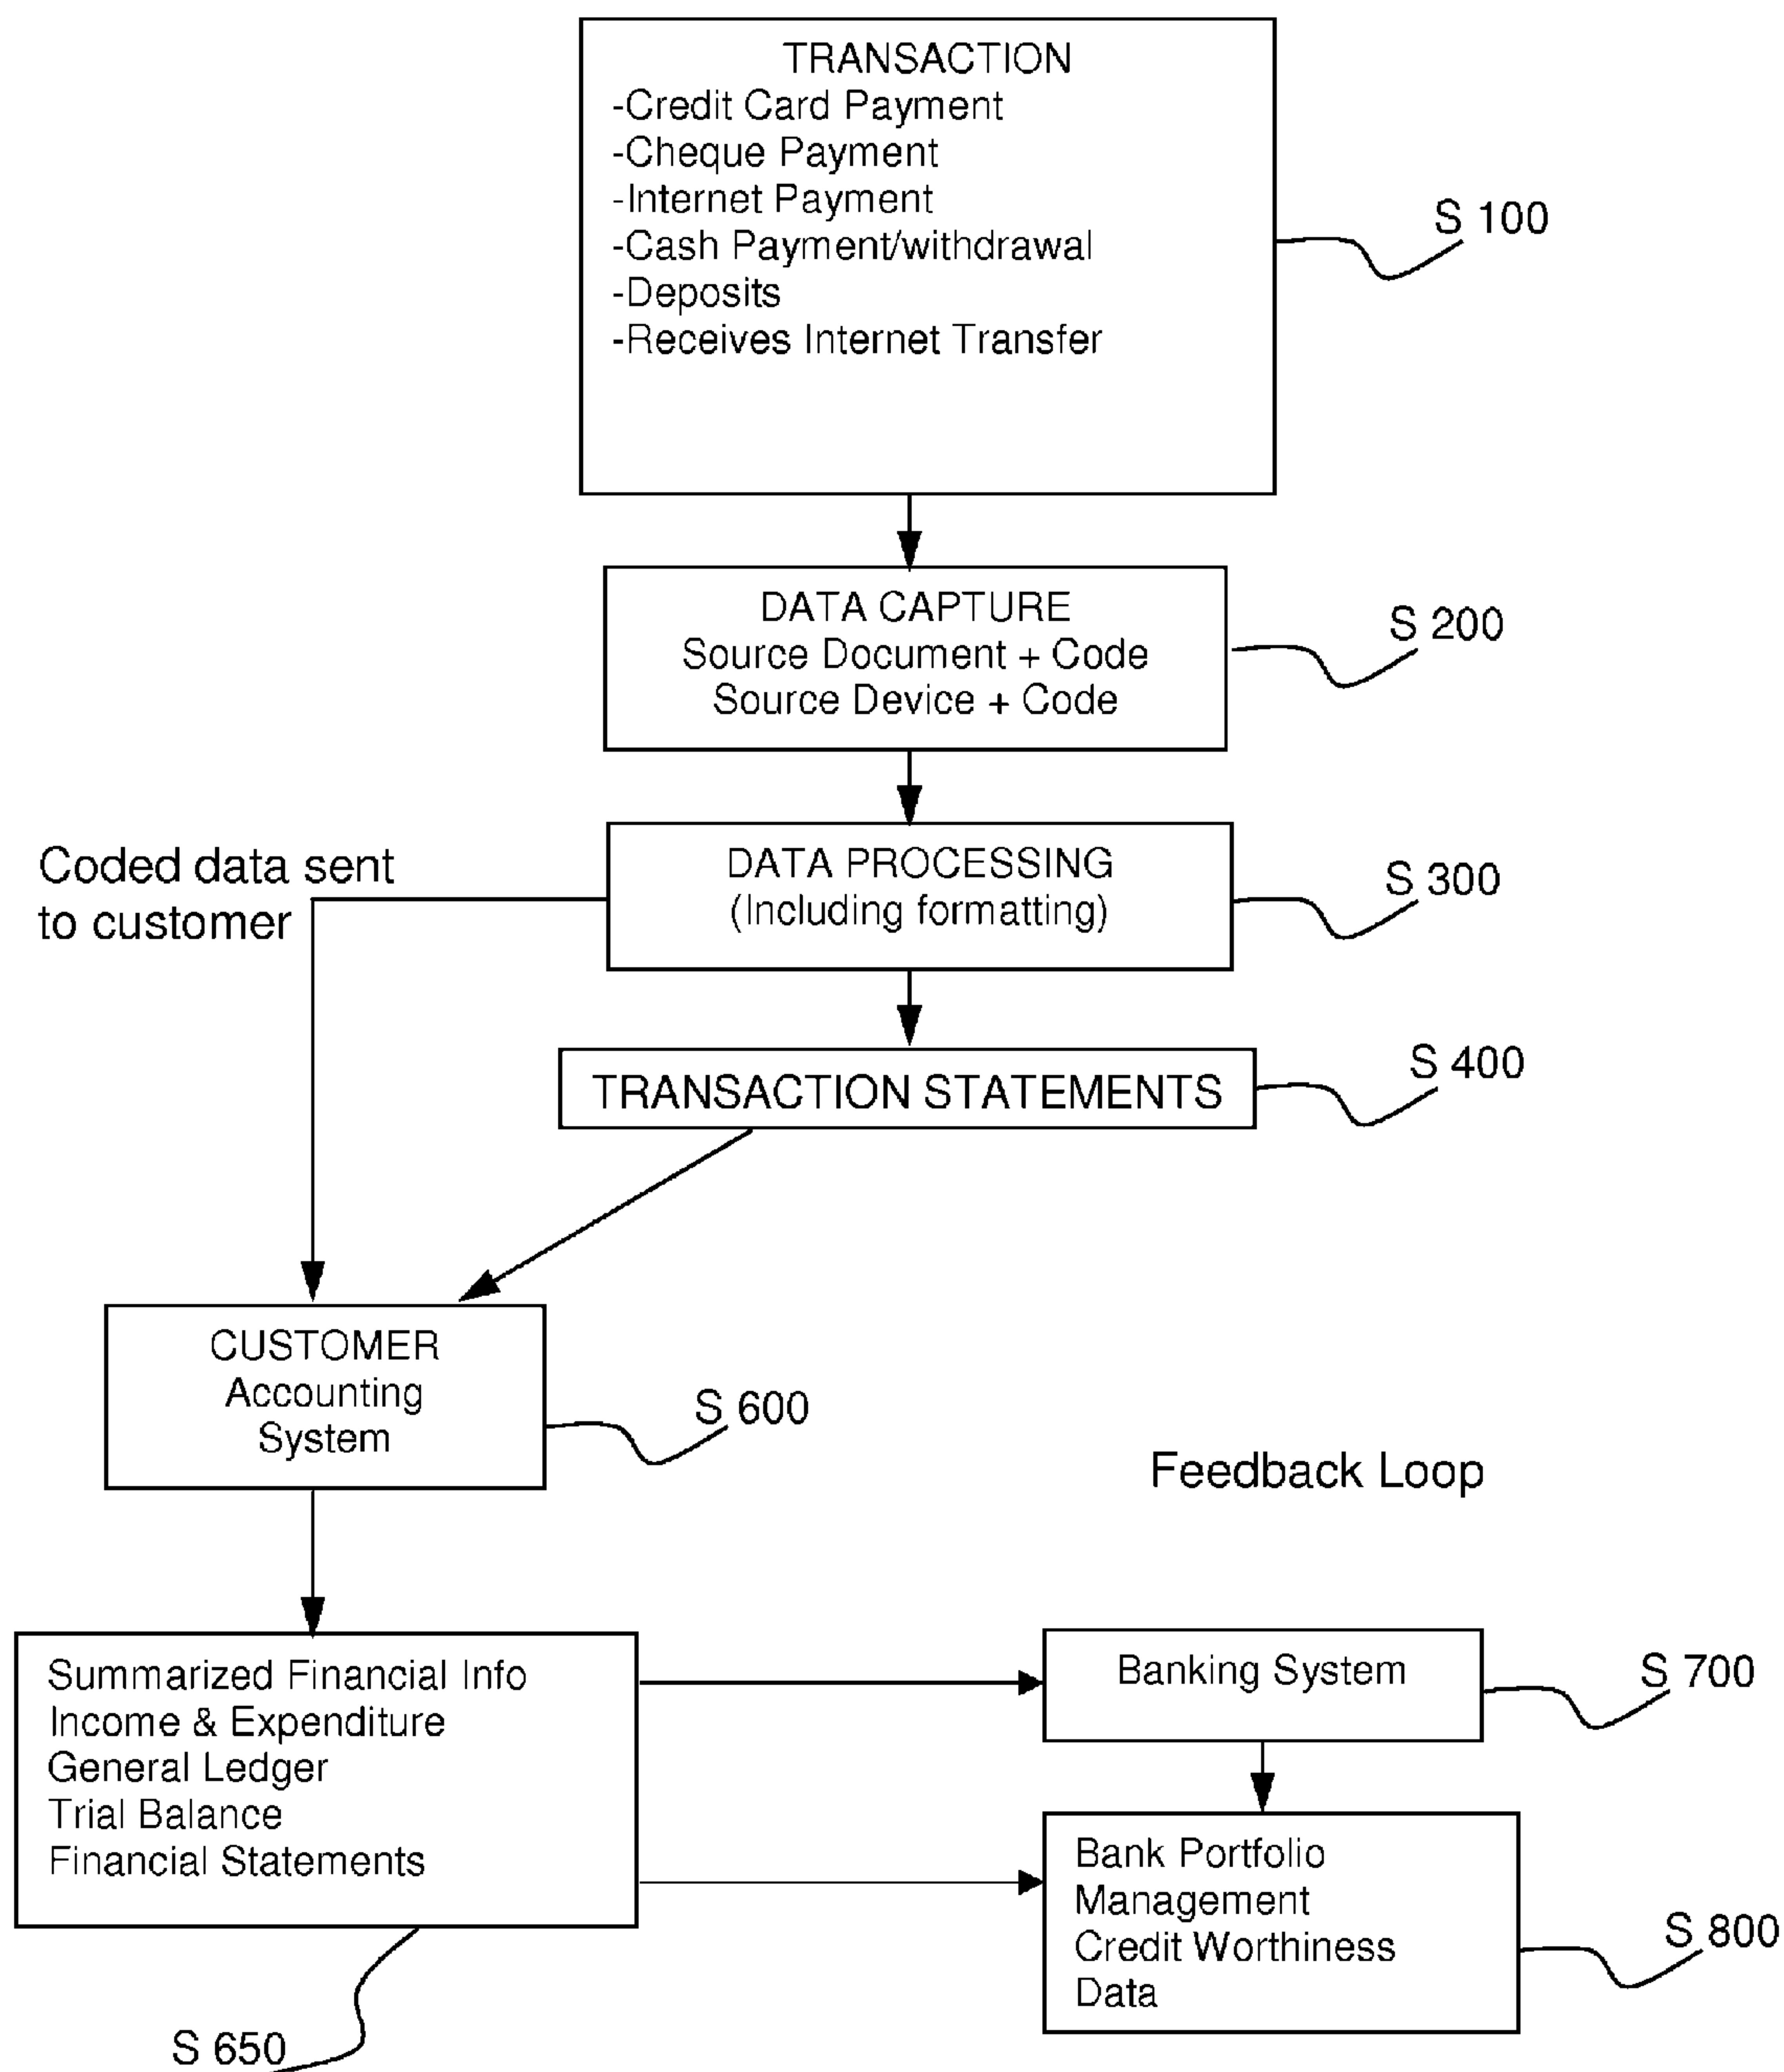 TRANSACTION
-Credit Card Payment
-Cheque Payment
-Internet Payment
-Cash Payment/withdrawal
-Deposits
-Receives Internet Transfer
S 100
DATA CAPTURE
Source Document + Code
Source Device + Code
S 200
Coded data sent
to customer
DATA PROCESSING
(Including formatting)
S 300
TRANSACTION STATEMENTS
S 400
CUSTOMER
Accounting
System
S 600
Feedback Loop
Summarized Financial Info
Income & Expenditure
General Ledger
Trial Balance
Financial Statements
S 650
Banking System
S 700
Bank Portfolio
Management
Credit Worthiness
Data
S 800